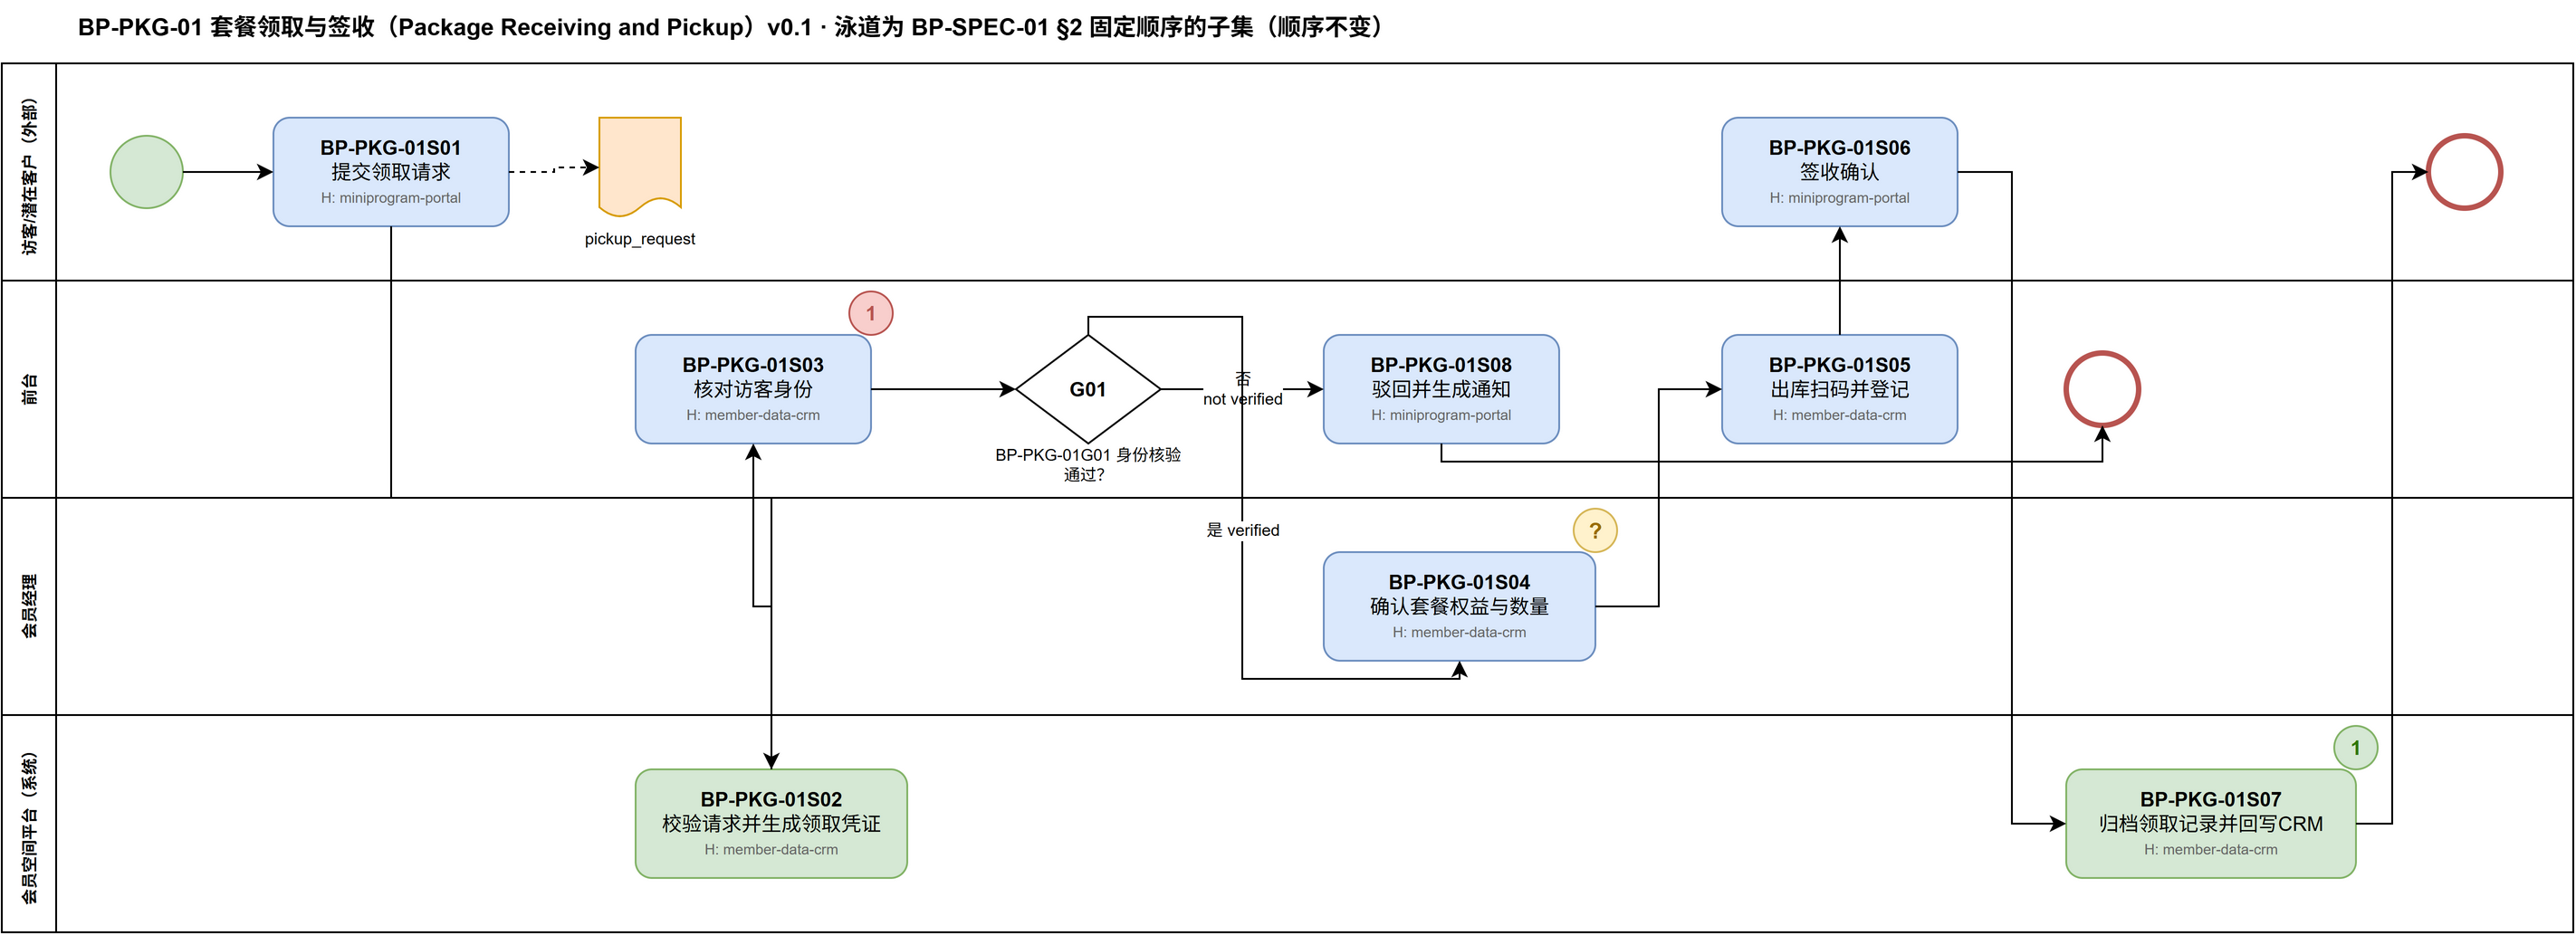 BP-PKG-01 套餐领取与签收（Package Receiving and Pickup）v0.1 · 泳道为 BP-SPEC-01 §2 固定顺序的子集（顺序不变）
访客/潜在客户（外部）
BP-PKG-01S01
提交领取请求
H: miniprogram-portal
pickup_request
BP-PKG-01S06
签收确认
H: miniprogram-portal
前台
1
BP-PKG-01S03
核对访客身份
H: member-data-crm
G01
BP-PKG-01G01 身份核验
通过？
否
not verified
BP-PKG-01S08
驳回并生成通知
H: miniprogram-portal
BP-PKG-01S05
出库扫码并登记
H: member-data-crm
会员经理
是 verified
?
BP-PKG-01S04
确认套餐权益与数量
H: member-data-crm
会员空间平台（系统）
BP-PKG-01S02
校验请求并生成领取凭证
H: member-data-crm
1
BP-PKG-01S07
归档领取记录并回写CRM
H: member-data-crm